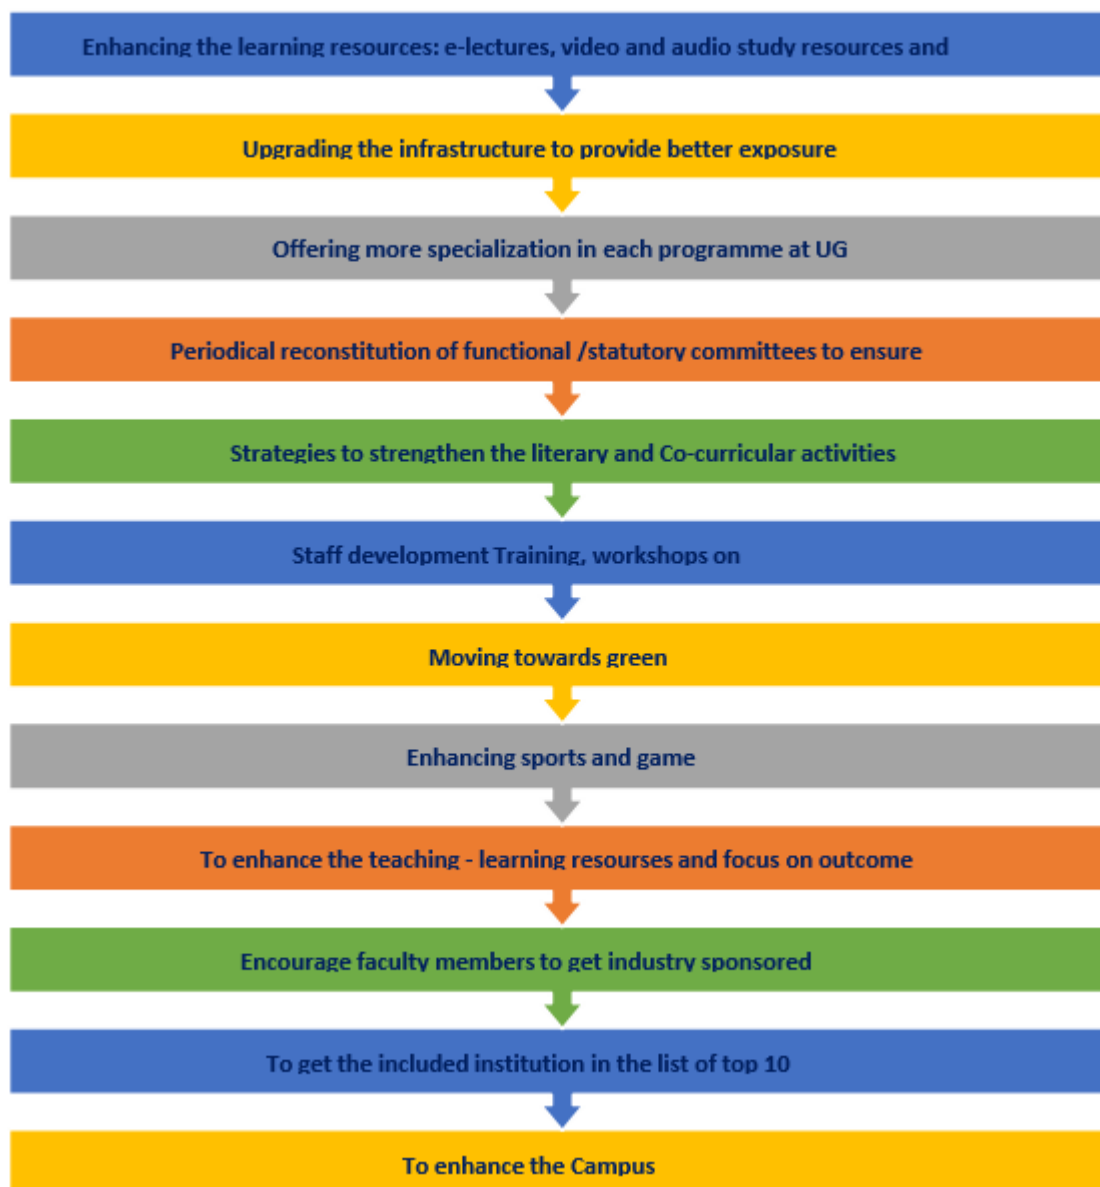 Enhancing the learning resources: e-lectures, video and audio study resources and
Upgrading the infrastructure to provide better exposure
Offering more specialization in each programme at UG
Periodical reconstitution of functional /statutory committees to ensure
Strategies to strengthen the literary and Co-curricular activities
Staff development Training, workshops on
Moving towards green
Enhancing sports and game
To enhance the teaching - learning resourses and focus on outcome
Encourage faculty members to get industry sponsored
To get the included institution in the list of top 10
To enhance the Campus